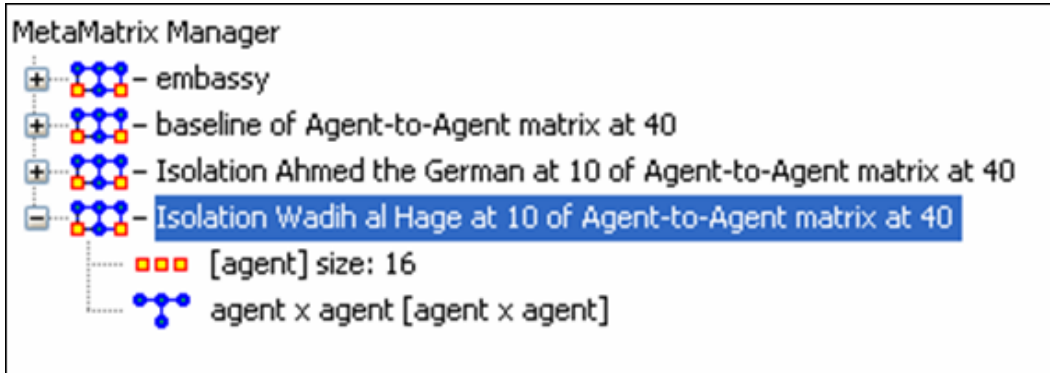 MetaMatrix Manager
embassy
baseline of Agent-to-Agent matrix at 40
Isolation Ahmed the German at 10 of Agent-to-Agent matrix at 40
Isolation Wadih al Hage at 10 of Agent-to-Agent matrix at 40
[agent] size: 16
agent x agent [agent x agent]